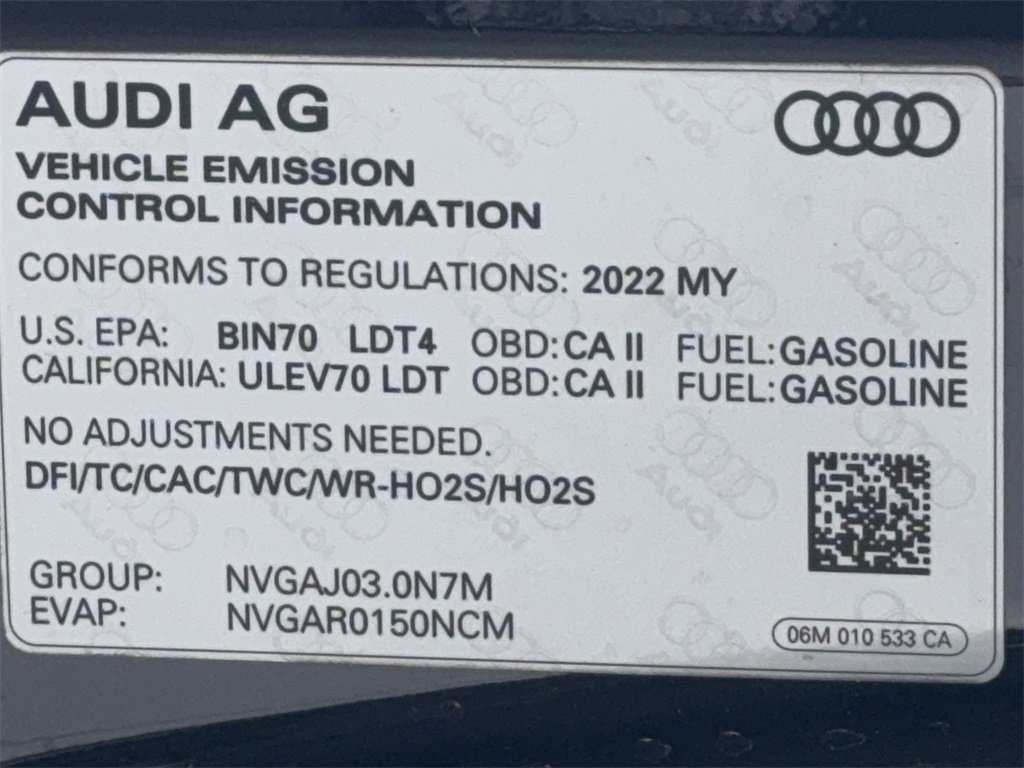 AUDI AG
VEHICLE EMISSION
CONTROL INFORMATION
CONFORMS TO REGULATIONS: 2022 MY
U.S. EPA: BIN70 LDT4 OBD: CA II FUEL: GASOLINE
CALIFORNIA: ULEV70 LDT OBD: CA II FUEL: GASOLINE
NO ADJUSTMENTS NEEDED.
DFI/TC/CAC/TWC/WR-HO2S/HO2S
GROUP: NVGAJ03.0N7M
EVAP: NVGAR0150NCM
06M 010 533 CA